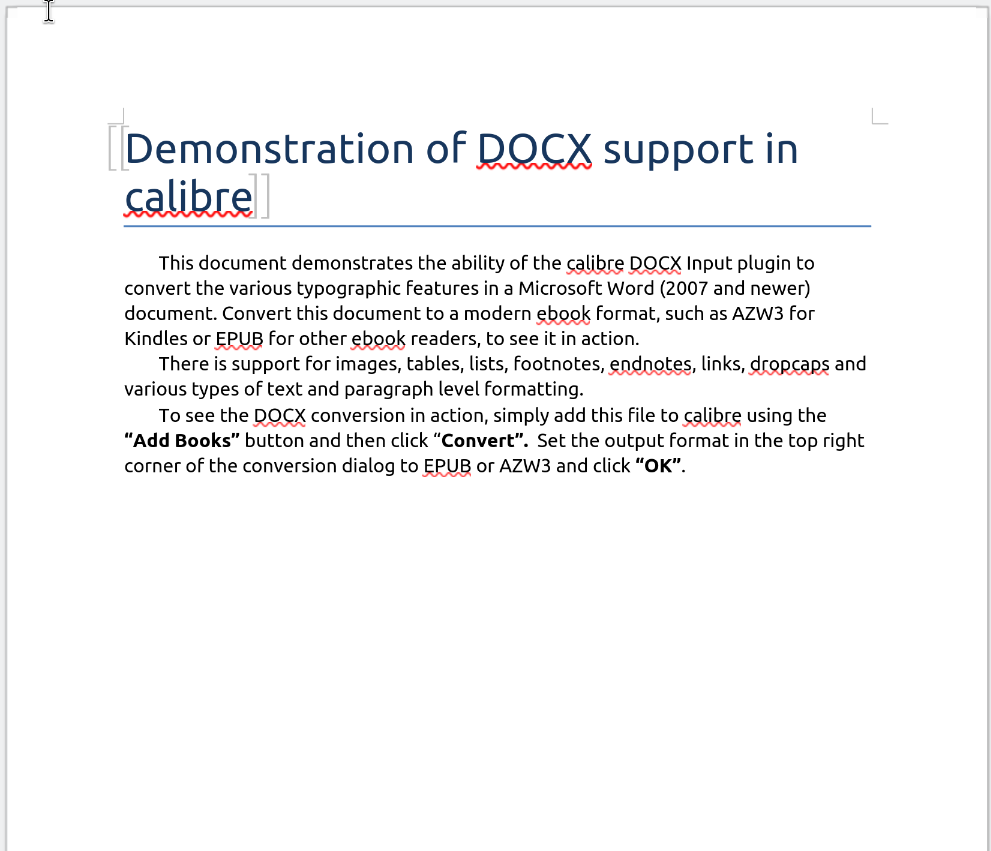 Demonstration of DOCX support in
calibre
This document demonstrates the ability of the calibre DOCX Input plugin to
convert the various typographic features in a Microsoft Word (2007 and newer)
document. Convert this document to a modern ebook format, such as AZW3 for
Kindles or EPUB for other ebook readers, to see it in action.
There is support for images, tables, lists, footnotes, endnotes, links, dropcaps and
various types of text and paragraph level formatting.
To see the DOCX conversion in action, simply add this file to calibre using the
“Add Books” button and then click “Convert”.  Set the output format in the top right
corner of the conversion dialog to EPUB or AZW3 and click “OK”.